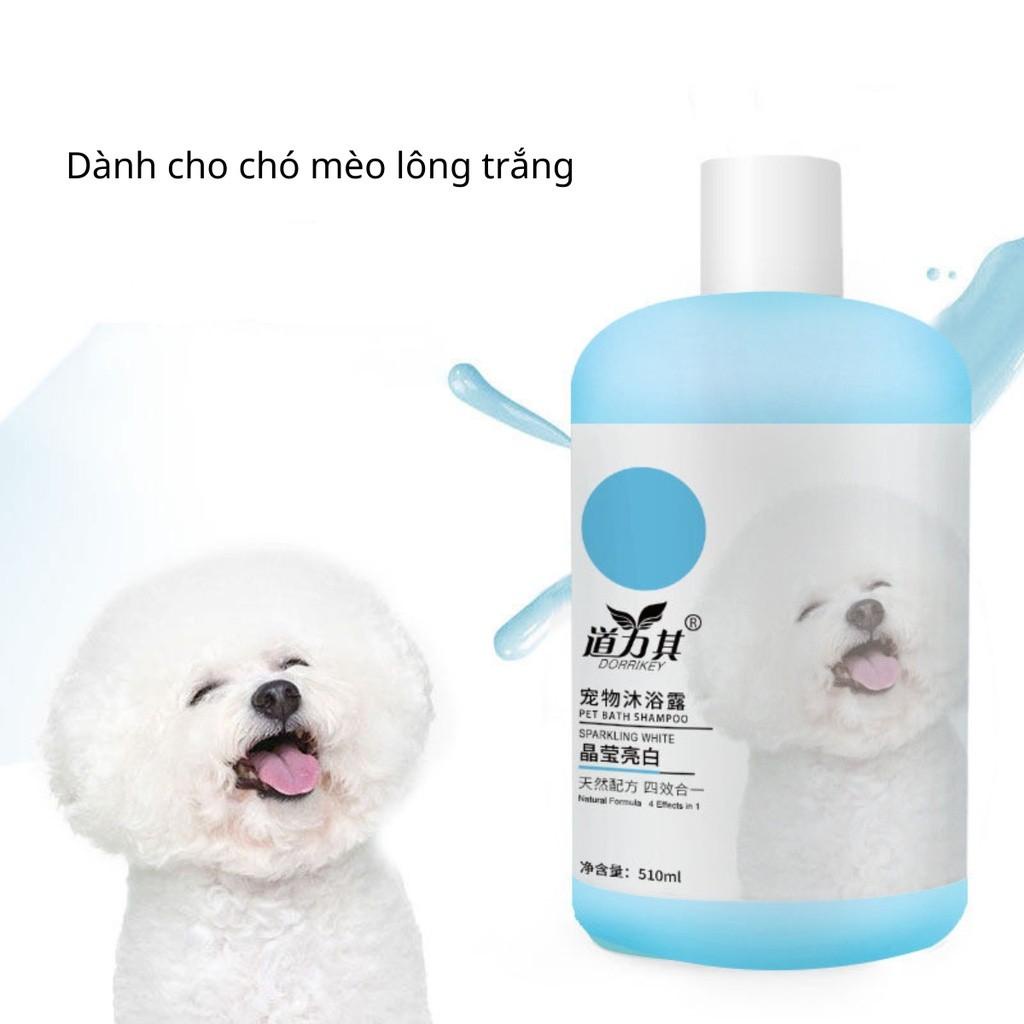 Dành cho chó mèo lông trắng
道力其®
DORRIKEY
宠物沐浴露
PET BATH SHAMPOO
SPARKLING WHITE
晶莹亮白
天然配方 四效合一
Natural Formula 4 Effects in 1
净含量：510ml